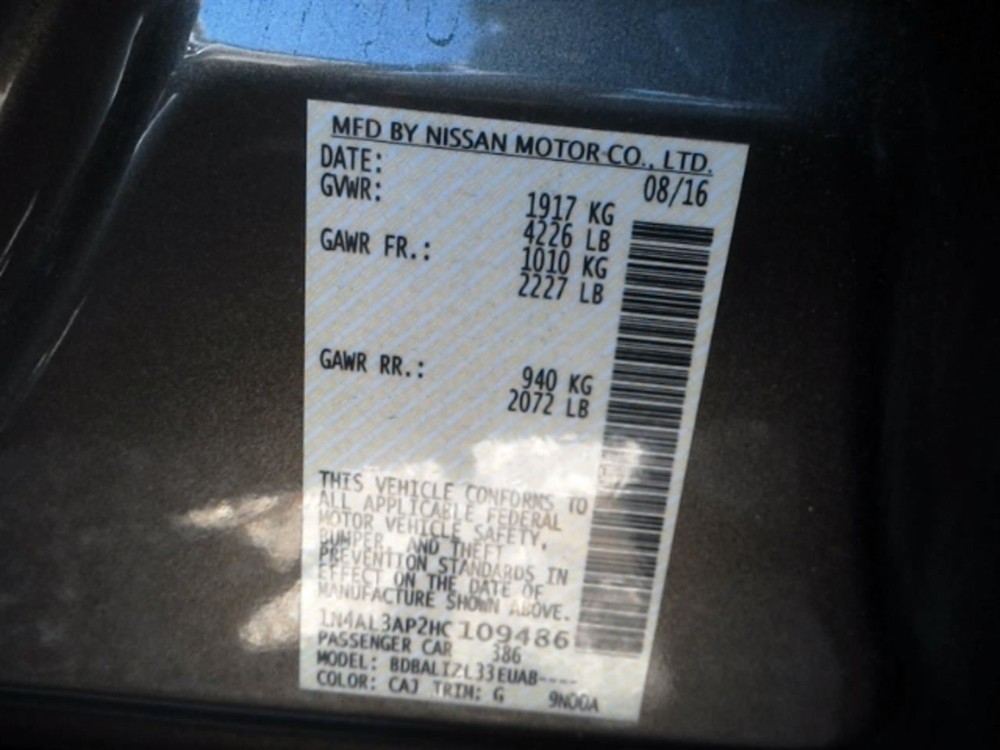 MFD BY NISSAN MOTOR CO., LTD.
DATE: 08/16
GVWR: 1917 KG
4226 LB
GAWR FR.: 1010 KG
2227 LB
GAWR RR.: 940 KG
2072 LB
THIS VEHICLE CONFORMS TO
ALL APPLICABLE FEDERAL
MOTOR VEHICLE SAFETY,
BUMPER, AND THEFT
PREVENTION STANDARDS IN
EFFECT ON THE DATE OF
MANUFACTURE SHOWN ABOVE.
1N4AL3AP2HC109486
PASSENGER CAR 386
MODEL: BDBALIZL33EUAB----
COLOR: CAJ TRIM: G 9N00A